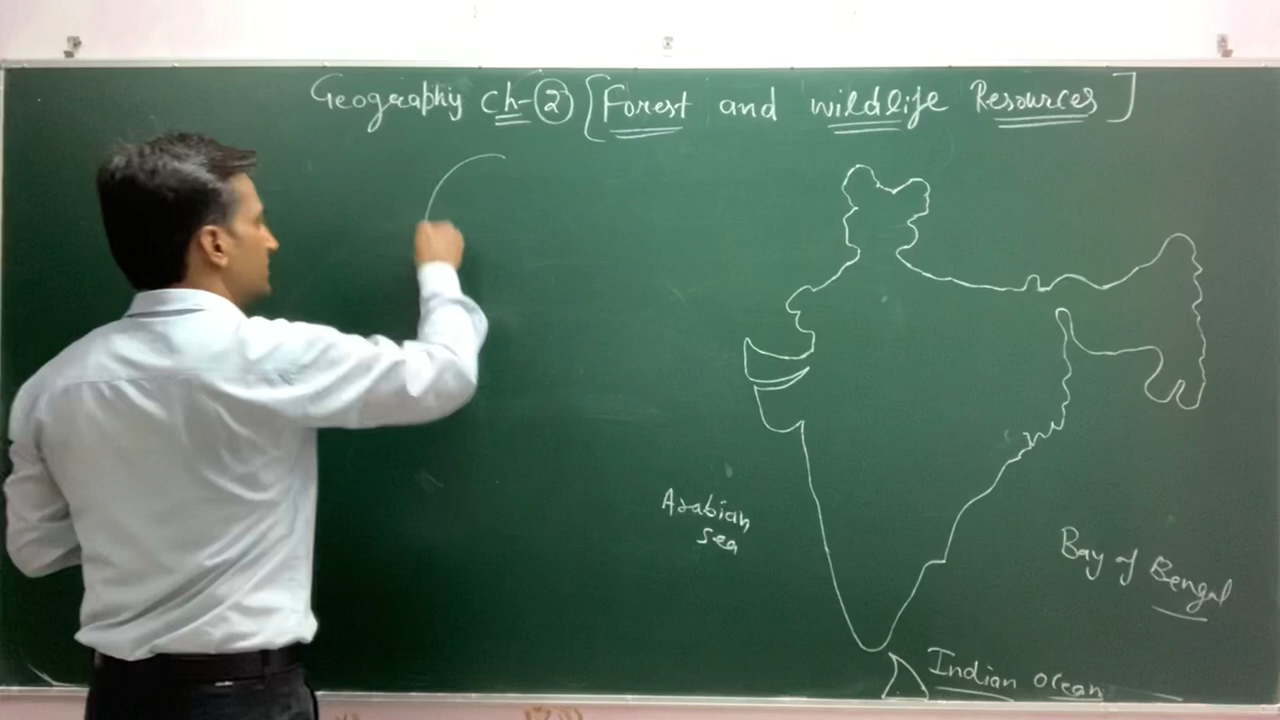 Geography Ch-② [Forest and wildlife Resources]
Arabian
sea
Bay of Bengal
Indian Ocean